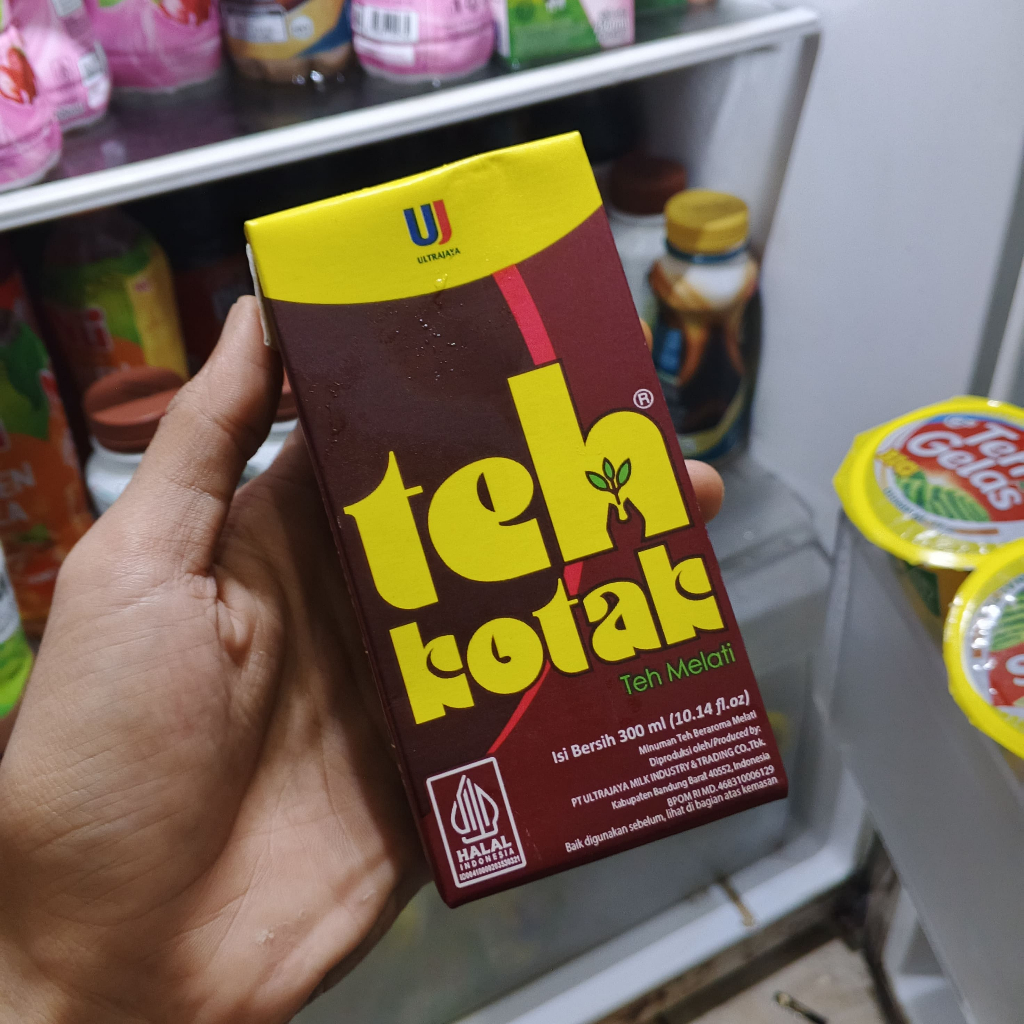 UJ
ULTRAJAYA
teh
®
kotak
Teh Melati
Isi Bersih 300 ml (10.14 fl.oz)
Minuman Teh Beraroma Melati
Diproduksi oleh/Produced by:
PT ULTRAJAYA MILK INDUSTRY & TRADING CO.,Tbk.
Kabupaten Bandung Barat 40552, Indonesia
BPOM RI MD. 468310006129
Baik digunakan sebelum, lihat di bagian atas kemasan
HALAL
INDONESIA
Teh
Gelas